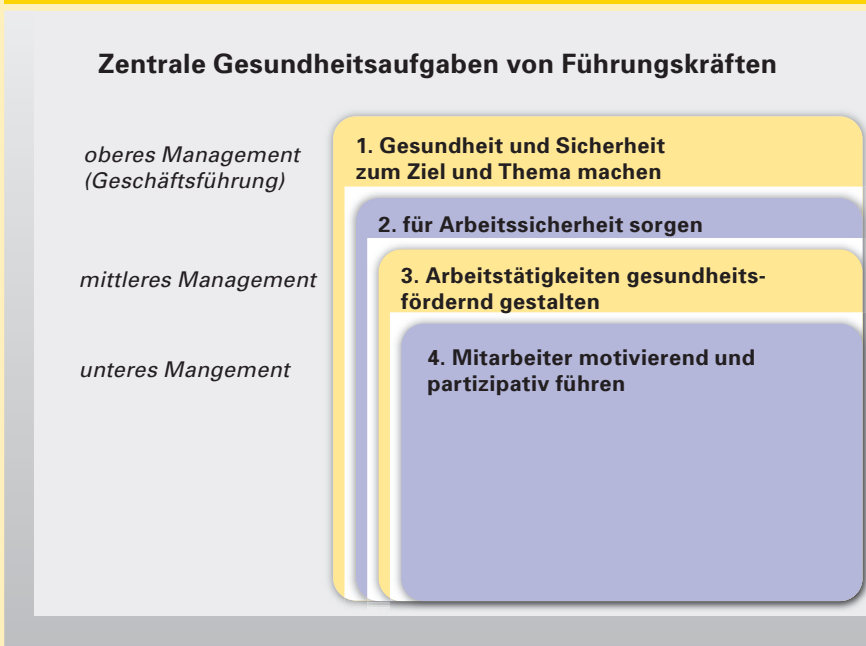 Zentrale Gesundheitsaufgaben von Führungskräften
oberes Management
(Geschäftsführung)
1. Gesundheit und Sicherheit
zum Ziel und Thema machen
2. für Arbeitssicherheit sorgen
mittleres Management
3. Arbeitstätigkeiten gesundheits-
fördernd gestalten
unteres Mangement
4. Mitarbeiter motivierend und
partizipativ führen